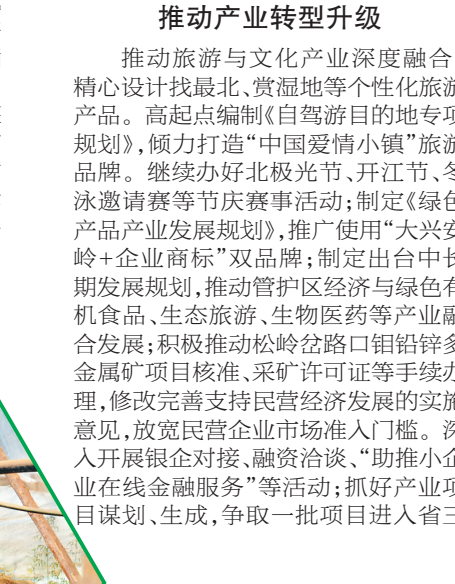 推动产业转型升级
推动旅游与文化产业深度融合
精心设计找最北、赏湿地等个性化旅游
产品。高起点编制《自驾游目的地专项
规划》,倾力打造“中国爱情小镇”旅游
品牌。继续办好北极光节、开江节、冬
泳邀请赛等节庆赛事活动;制定《绿色
产品产业发展规划》,推广使用“大兴安
岭+企业商标”双品牌;制定出台中长
期发展规划,推动管护区经济与绿色有
机食品、生态旅游、生物医药等产业融
合发展;积极推动松岭岔路口钼铅锌多
金属矿项目核准、采矿许可证等手续办
理,修改完善支持民营经济发展的实施
意见,放宽民营企业市场准入门槛。深
入开展银企对接、融资洽谈、“助推小企
业在线金融服务”等活动;抓好产业项
目谋划、生成,争取一批项目进入省三